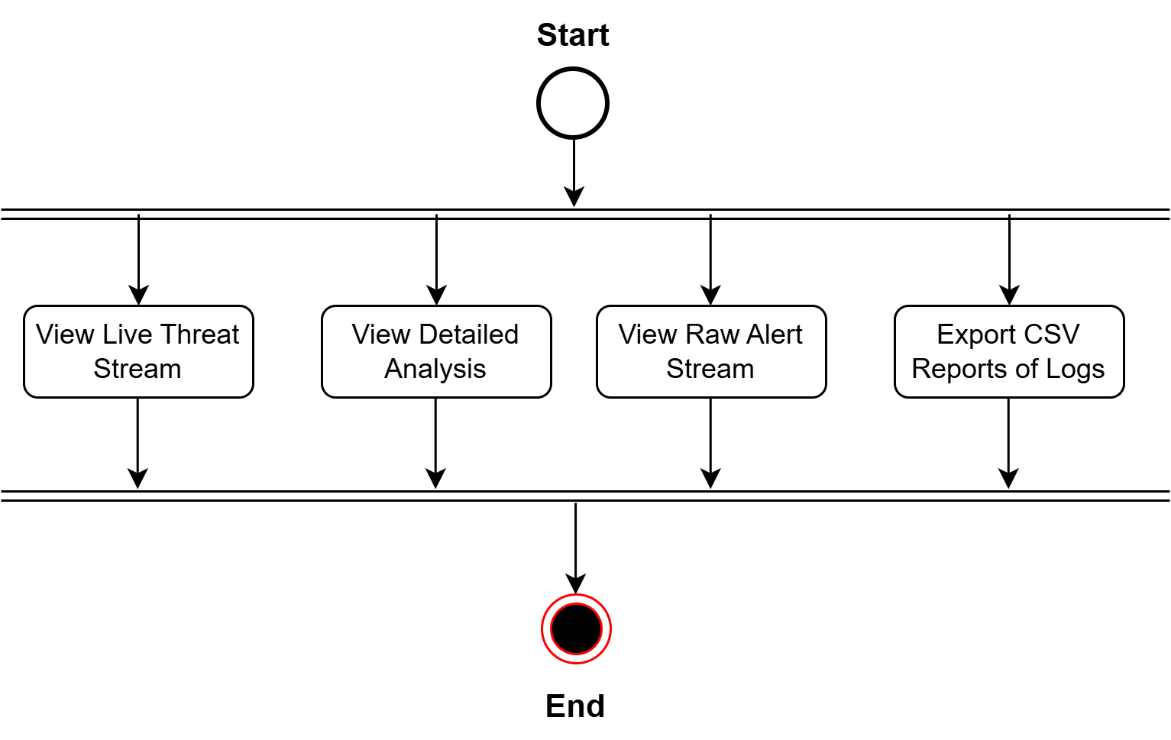 Start
View Live Threat
Stream
View Detailed
Analysis
View Raw Alert
Stream
Export CSV
Reports of Logs
End